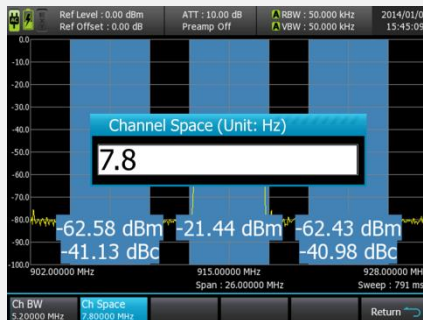 Ref Level : 0.00 dBm ATT : 10.00 dB A RBW : 50.000 kHz 2014/01/0
Ref Offset : 0.00 dB Preamp Off A VBW : 50.000 kHz 15:45:09
0.0
-10.0
-20.0
-30.0
Channel Space (Unit: Hz)
-40.0
-50.0
7.8
-60.0
-70.0
-80.0
-62.58 dBm -21.44 dBm -62.43 dBm
-90.0
-41.13 dBc -40.98 dBc
-100.0
902.00000 MHz 915.00000 MHz 928.00000 MH
Span : 26.00000 MHz Sweep : 791 ms
Ch BW Ch Space
5.20000 MHz 7.80000 MHz Return